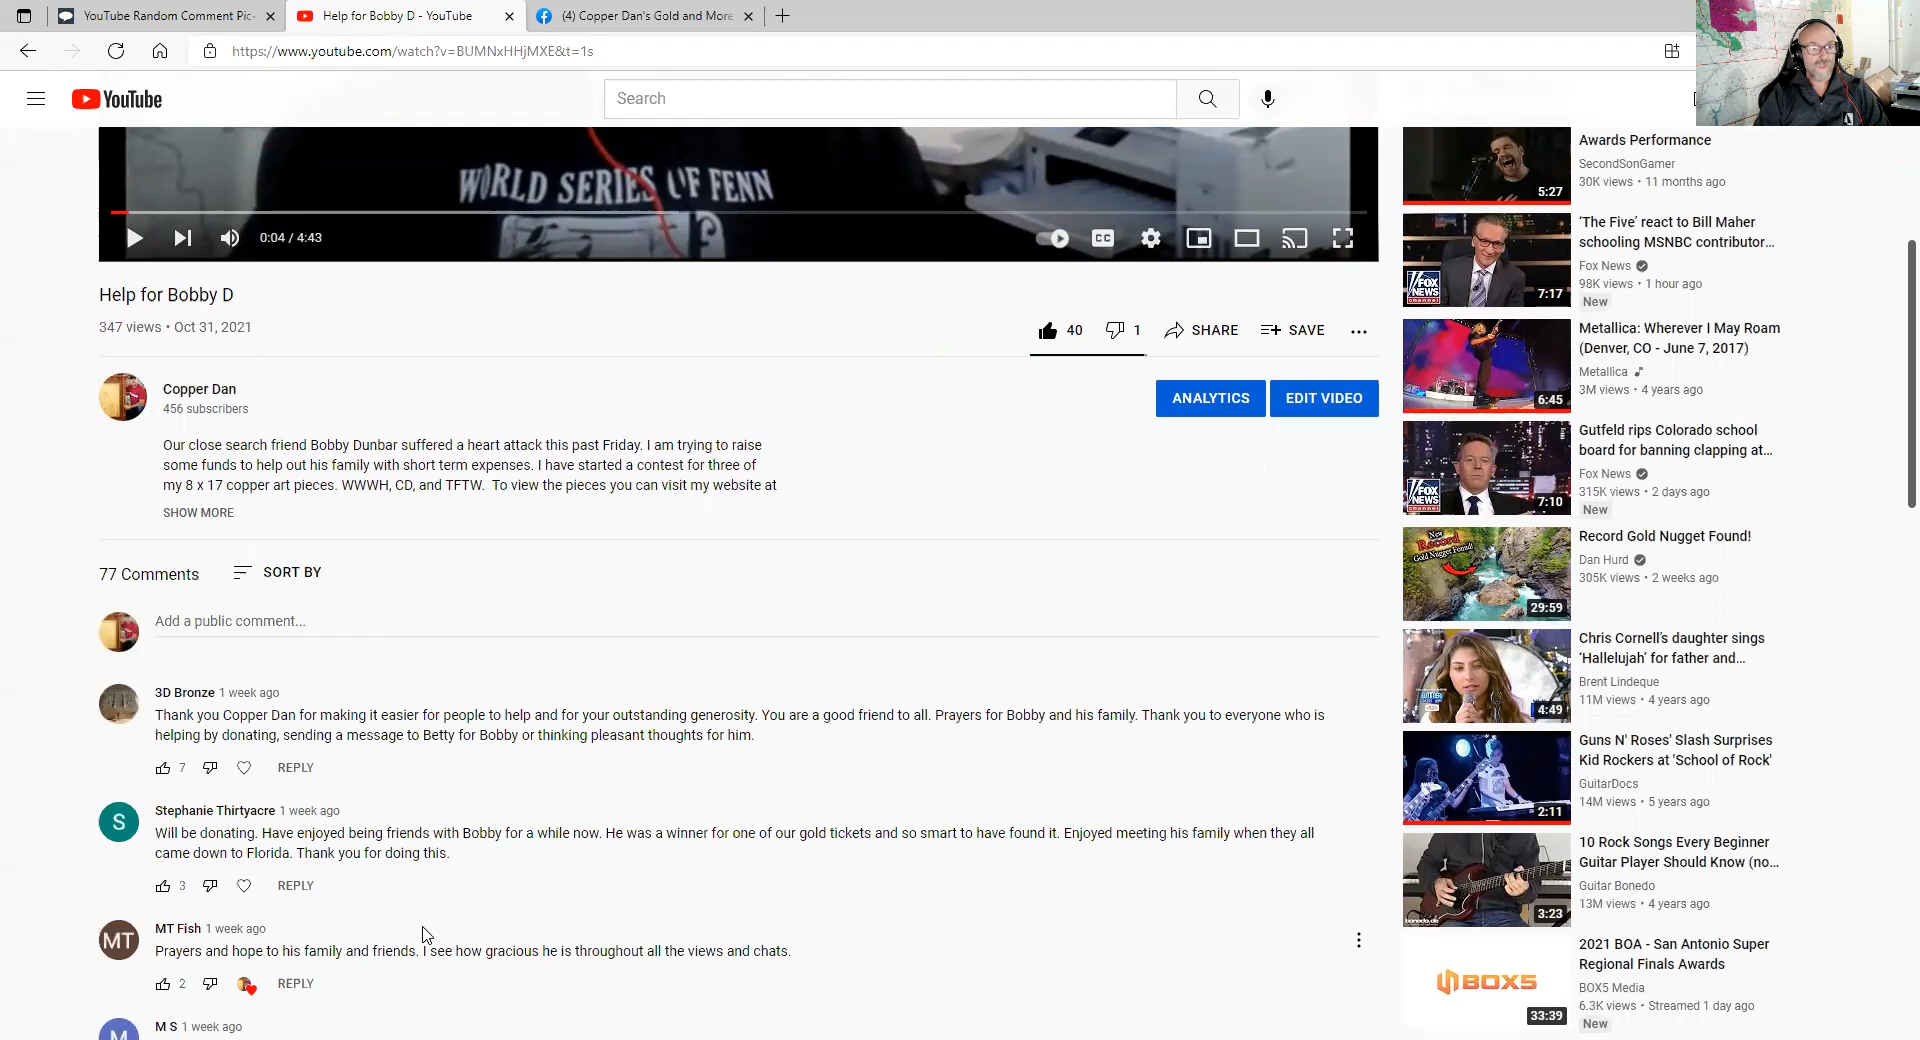 YouTube Random Comment Pic
Help for Bobby D - YouTube
(4) Copper Dan's Gold and More
https://www.youtube.com/watch?v=BUMNxHHjMXE&t=1s
YouTube
Search
WORLD SERIES OF FENN
0:04 / 4:43
CC
Help for Bobby D
347 views • Oct 31, 2021
40
1
SHARE
SAVE
Copper Dan
456 subscribers
ANALYTICS
EDIT VIDEO
Our close search friend Bobby Dunbar suffered a heart attack this past Friday. I am trying to raise
some funds to help out his family with short term expenses. I have started a contest for three of
my 8 x 17 copper art pieces. WWWH, CD, and TFTW. To view the pieces you can visit my website at
SHOW MORE
77 Comments
SORT BY
Add a public comment...
3D Bronze 1 week ago
Thank you Copper Dan for making it easier for people to help and for your outstanding generosity. You are a good friend to all. Prayers for Bobby and his family. Thank you to everyone who is
helping by donating, sending a message to Betty for Bobby or thinking pleasant thoughts for him.
7
REPLY
S
Stephanie Thirtyacre 1 week ago
Will be donating. Have enjoyed being friends with Bobby for a while now. He was a winner for one of our gold tickets and so smart to have found it. Enjoyed meeting his family when they all
came down to Florida. Thank you for doing this.
3
REPLY
MT
MT Fish 1 week ago
Prayers and hope to his family and friends. I see how gracious he is throughout all the views and chats.
2
REPLY
M
M S 1 week ago
Awards Performance
SecondSonGamer
30K views • 11 months ago
5:27
'The Five' react to Bill Maher
schooling MSNBC contributor...
Fox News
98K views • 1 hour ago
New
FOX
NEWS
channel
7:17
Metallica: Wherever I May Roam
(Denver, CO - June 7, 2017)
Metallica
3M views • 4 years ago
6:45
Gutfeld rips Colorado school
board for banning clapping at...
Fox News
315K views • 2 days ago
New
FOX
NEWS
channel
7:10
Record Gold Nugget Found!
Dan Hurd
305K views • 2 weeks ago
New
Record
Gold Nugget Found!
29:59
Chris Cornell's daughter sings
'Hallelujah' for father and...
Brent Lindeque
11M views • 4 years ago
4:49
Guns N' Roses' Slash Surprises
Kid Rockers at 'School of Rock'
GuitarDocs
14M views • 5 years ago
2:11
10 Rock Songs Every Beginner
Guitar Player Should Know (no...
Guitar Bonedo
13M views • 4 years ago
bonedo.de
3:23
2021 BOA - San Antonio Super
Regional Finals Awards
BOX5 Media
6.3K views • Streamed 1 day ago
New
BOX5
33:39